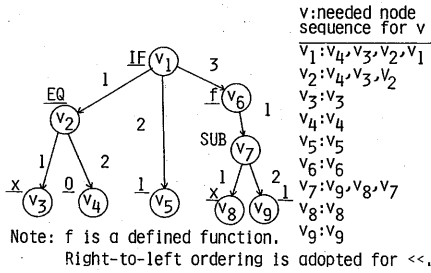 v:needed node
sequence for v
IF v1 3
v1:v4,v3,v2,v1
1
EQ f v6
v2:v4,v3,v2
v2 2 1
v3:v3
SUB v7
v4:v4
1 2
v5:v5
1 2
v6:v6
x 0 1 x 1
v7:v9,v8,v7
v3 v4 v5 v8 v9
v8:v8
v9:v9
Note: f is a defined function.
Right-to-left ordering is adopted for <<.